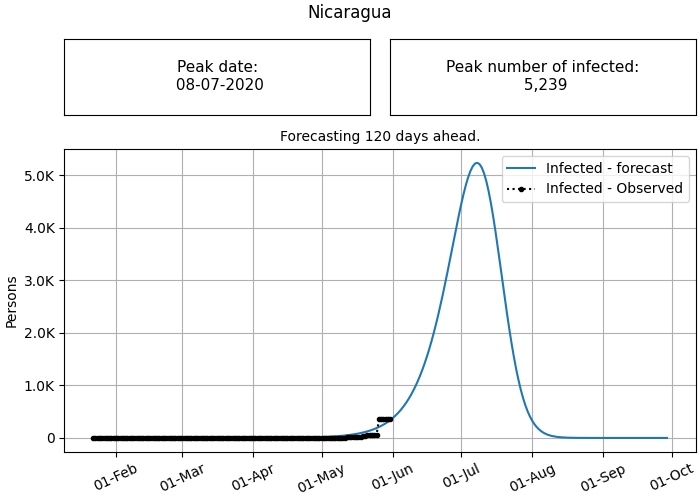 Nicaragua
Peak date:
08-07-2020
Peak number of infected:
5,239
Forecasting 120 days ahead.
Infected - forecast
Infected - Observed
Persons
5.0K
4.0K
3.0K
2.0K
1.0K
0
01-Feb
01-Mar
01-Apr
01-May
01-Jun
01-Jul
01-Aug
01-Sep
01-Oct